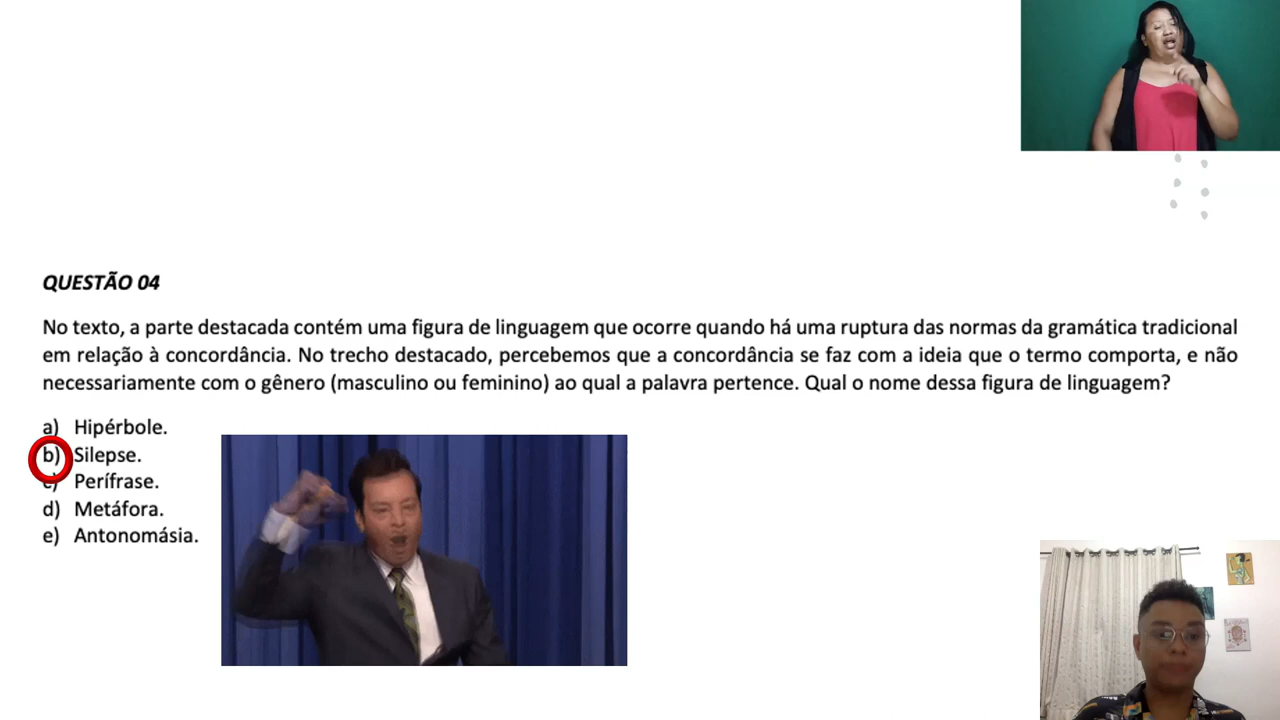 QUESTÃO 04
No texto, a parte destacada contém uma figura de linguagem que ocorre quando há uma ruptura das normas da gramática tradicional
em relação à concordância. No trecho destacado, percebemos que a concordância se faz com a ideia que o termo comporta, e não
necessariamente com o gênero (masculino ou feminino) ao qual a palavra pertence. Qual o nome dessa figura de linguagem?
a) Hipérbole.
b) Silepse.
c) Perífrase.
d) Metáfora.
e) Antonomásia.